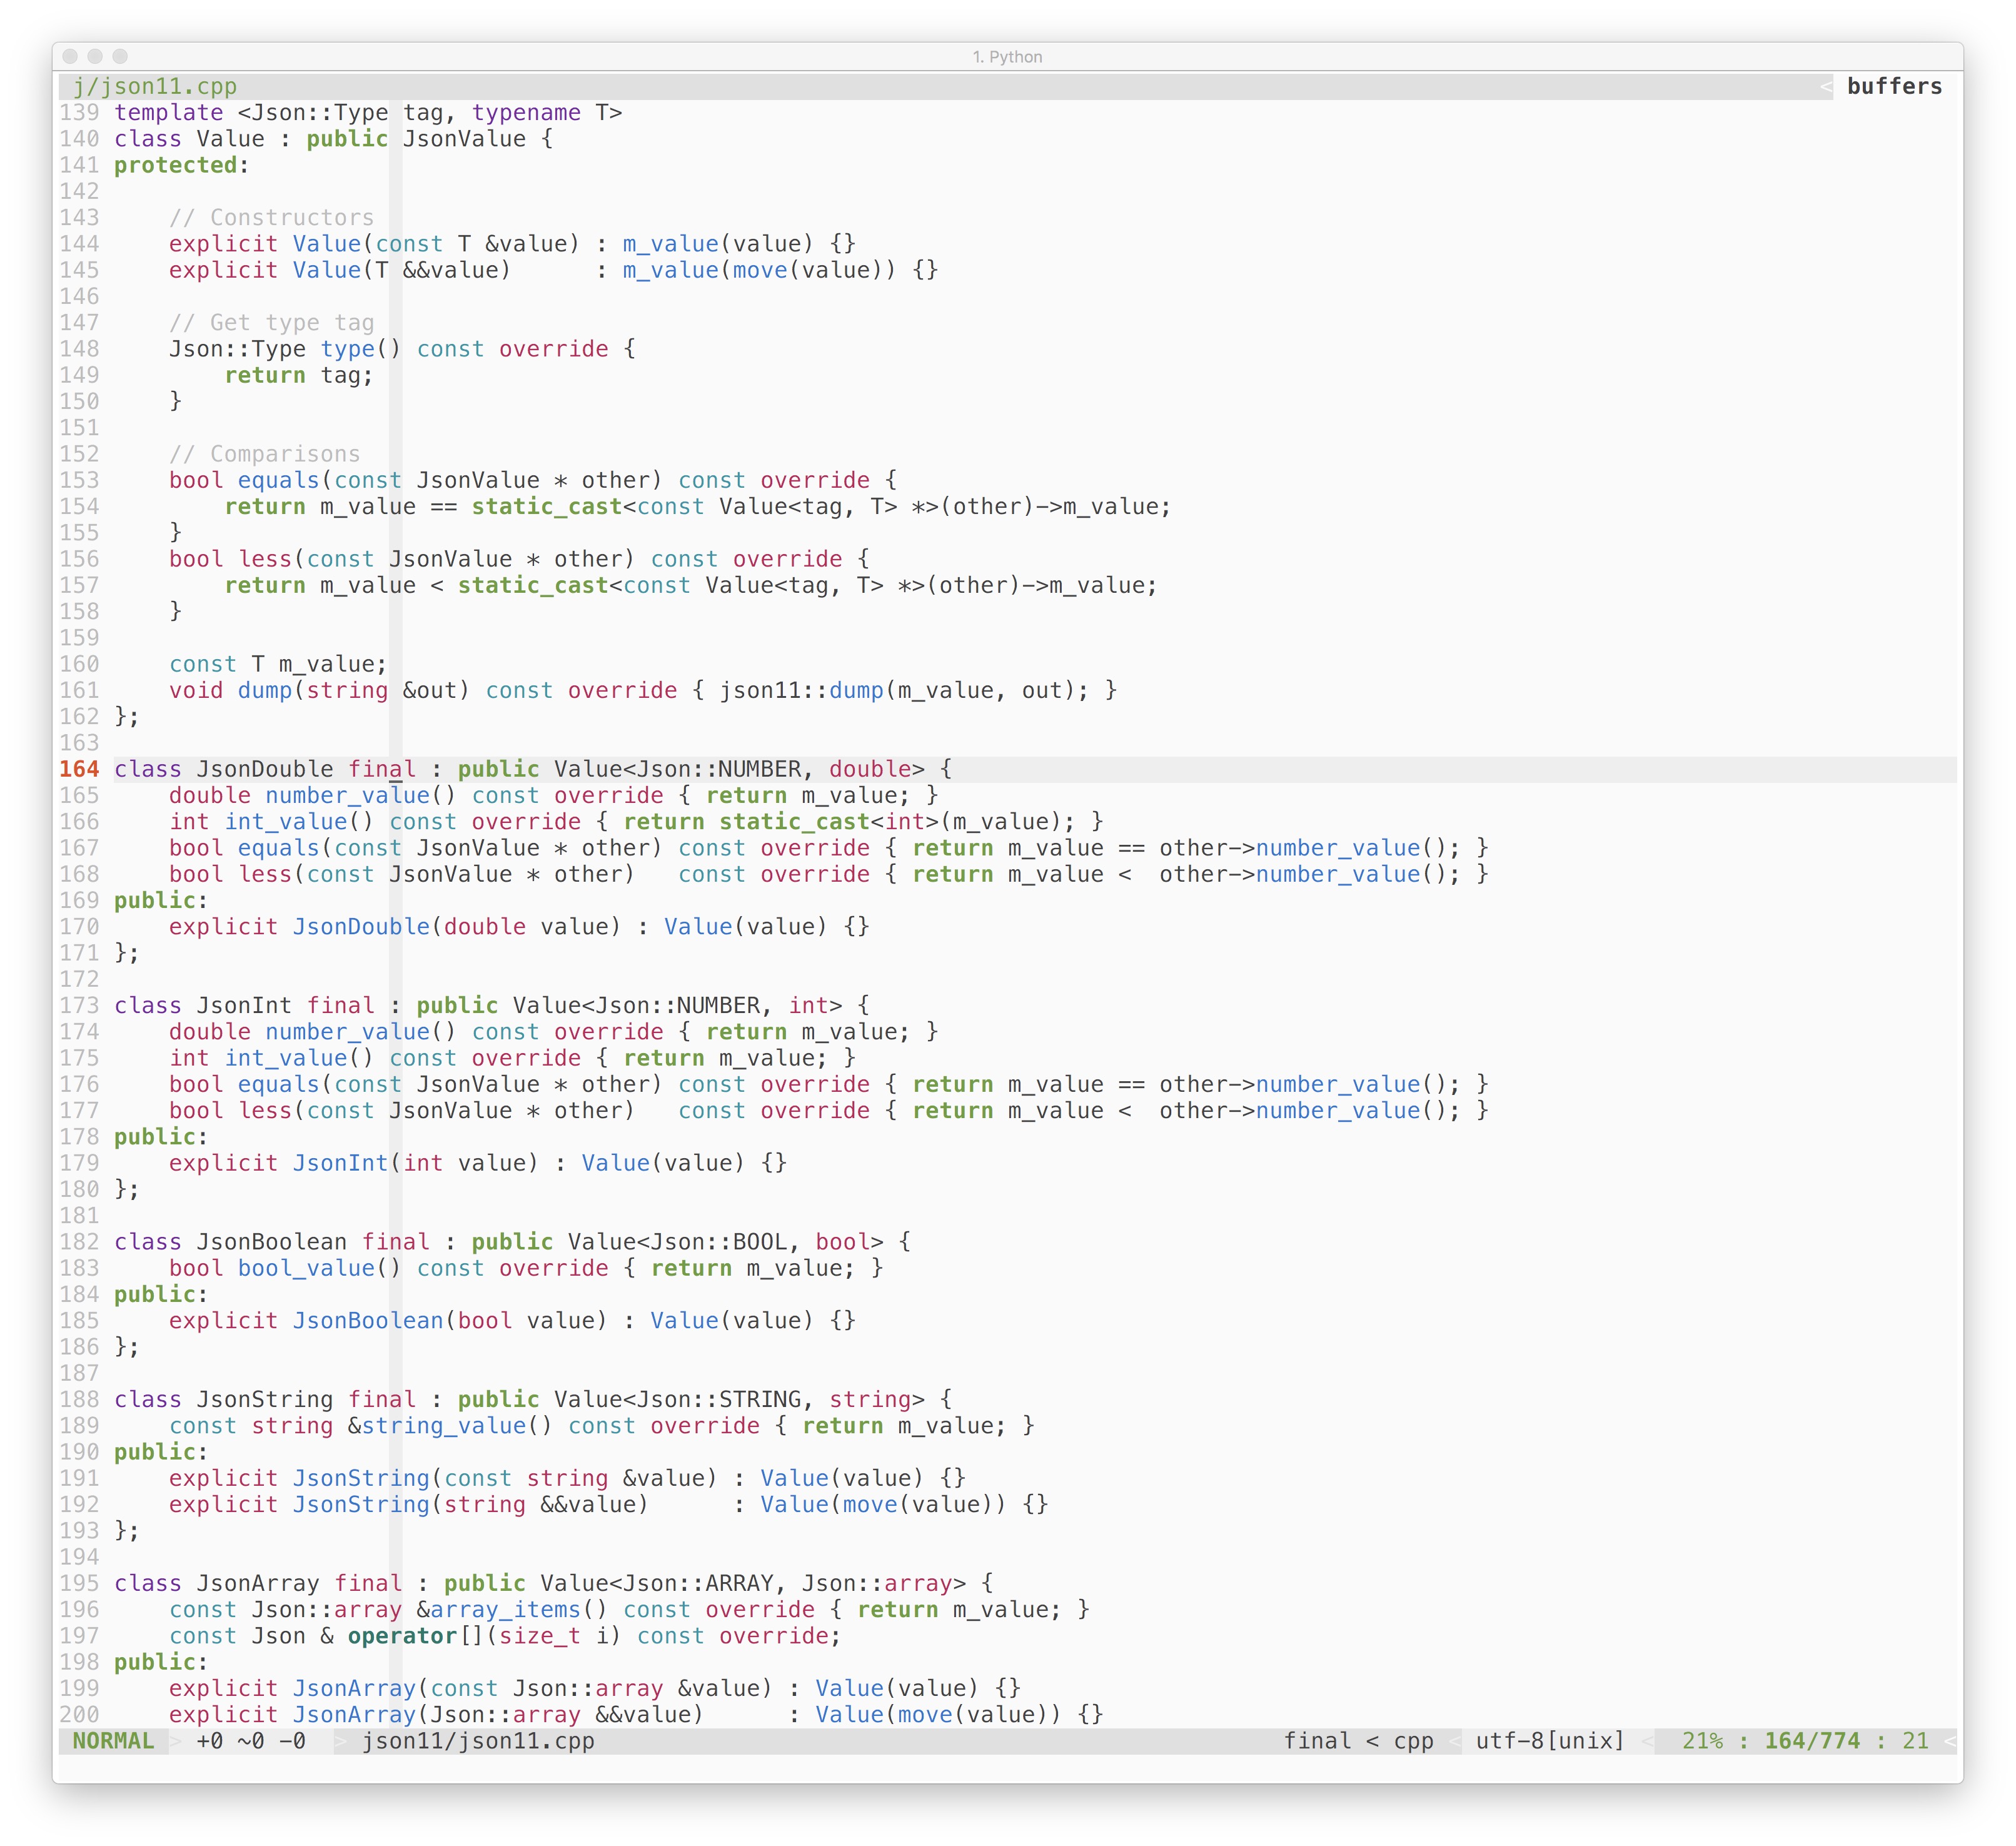 1. Python
j/json11.cpp < buffers
139 template <Json::Type tag, typename T>
140 class Value : public JsonValue {
141 protected:
142
143     // Constructors
144     explicit Value(const T &value) : m_value(value) {}
145     explicit Value(T &&value)      : m_value(move(value)) {}
146
147     // Get type tag
148     Json::Type type() const override {
149         return tag;
150     }
151
152     // Comparisons
153     bool equals(const JsonValue * other) const override {
154         return m_value == static_cast<const Value<tag, T> *>(other)->m_value;
155     }
156     bool less(const JsonValue * other) const override {
157         return m_value < static_cast<const Value<tag, T> *>(other)->m_value;
158     }
159
160     const T m_value;
161     void dump(string &out) const override { json11::dump(m_value, out); }
162 };
163
164 class JsonDouble final : public Value<Json::NUMBER, double> {
165     double number_value() const override { return m_value; }
166     int int_value() const override { return static_cast<int>(m_value); }
167     bool equals(const JsonValue * other) const override { return m_value == other->number_value(); }
168     bool less(const JsonValue * other)   const override { return m_value <  other->number_value(); }
169 public:
170     explicit JsonDouble(double value) : Value(value) {}
171 };
172
173 class JsonInt final : public Value<Json::NUMBER, int> {
174     double number_value() const override { return m_value; }
175     int int_value() const override { return m_value; }
176     bool equals(const JsonValue * other) const override { return m_value == other->number_value(); }
177     bool less(const JsonValue * other)   const override { return m_value <  other->number_value(); }
178 public:
179     explicit JsonInt(int value) : Value(value) {}
180 };
181
182 class JsonBoolean final : public Value<Json::BOOL, bool> {
183     bool bool_value() const override { return m_value; }
184 public:
185     explicit JsonBoolean(bool value) : Value(value) {}
186 };
187
188 class JsonString final : public Value<Json::STRING, string> {
189     const string &string_value() const override { return m_value; }
190 public:
191     explicit JsonString(const string &value) : Value(value) {}
192     explicit JsonString(string &&value)      : Value(move(value)) {}
193 };
194
195 class JsonArray final : public Value<Json::ARRAY, Json::array> {
196     const Json::array &array_items() const override { return m_value; }
197     const Json & operator[](size_t i) const override;
198 public:
199     explicit JsonArray(const Json::array &value) : Value(value) {}
200     explicit JsonArray(Json::array &&value)      : Value(move(value)) {}
NORMAL > +0 ~0 -0 > json11/json11.cpp final < cpp < utf-8[unix] < 21% : 164/774 : 21 <